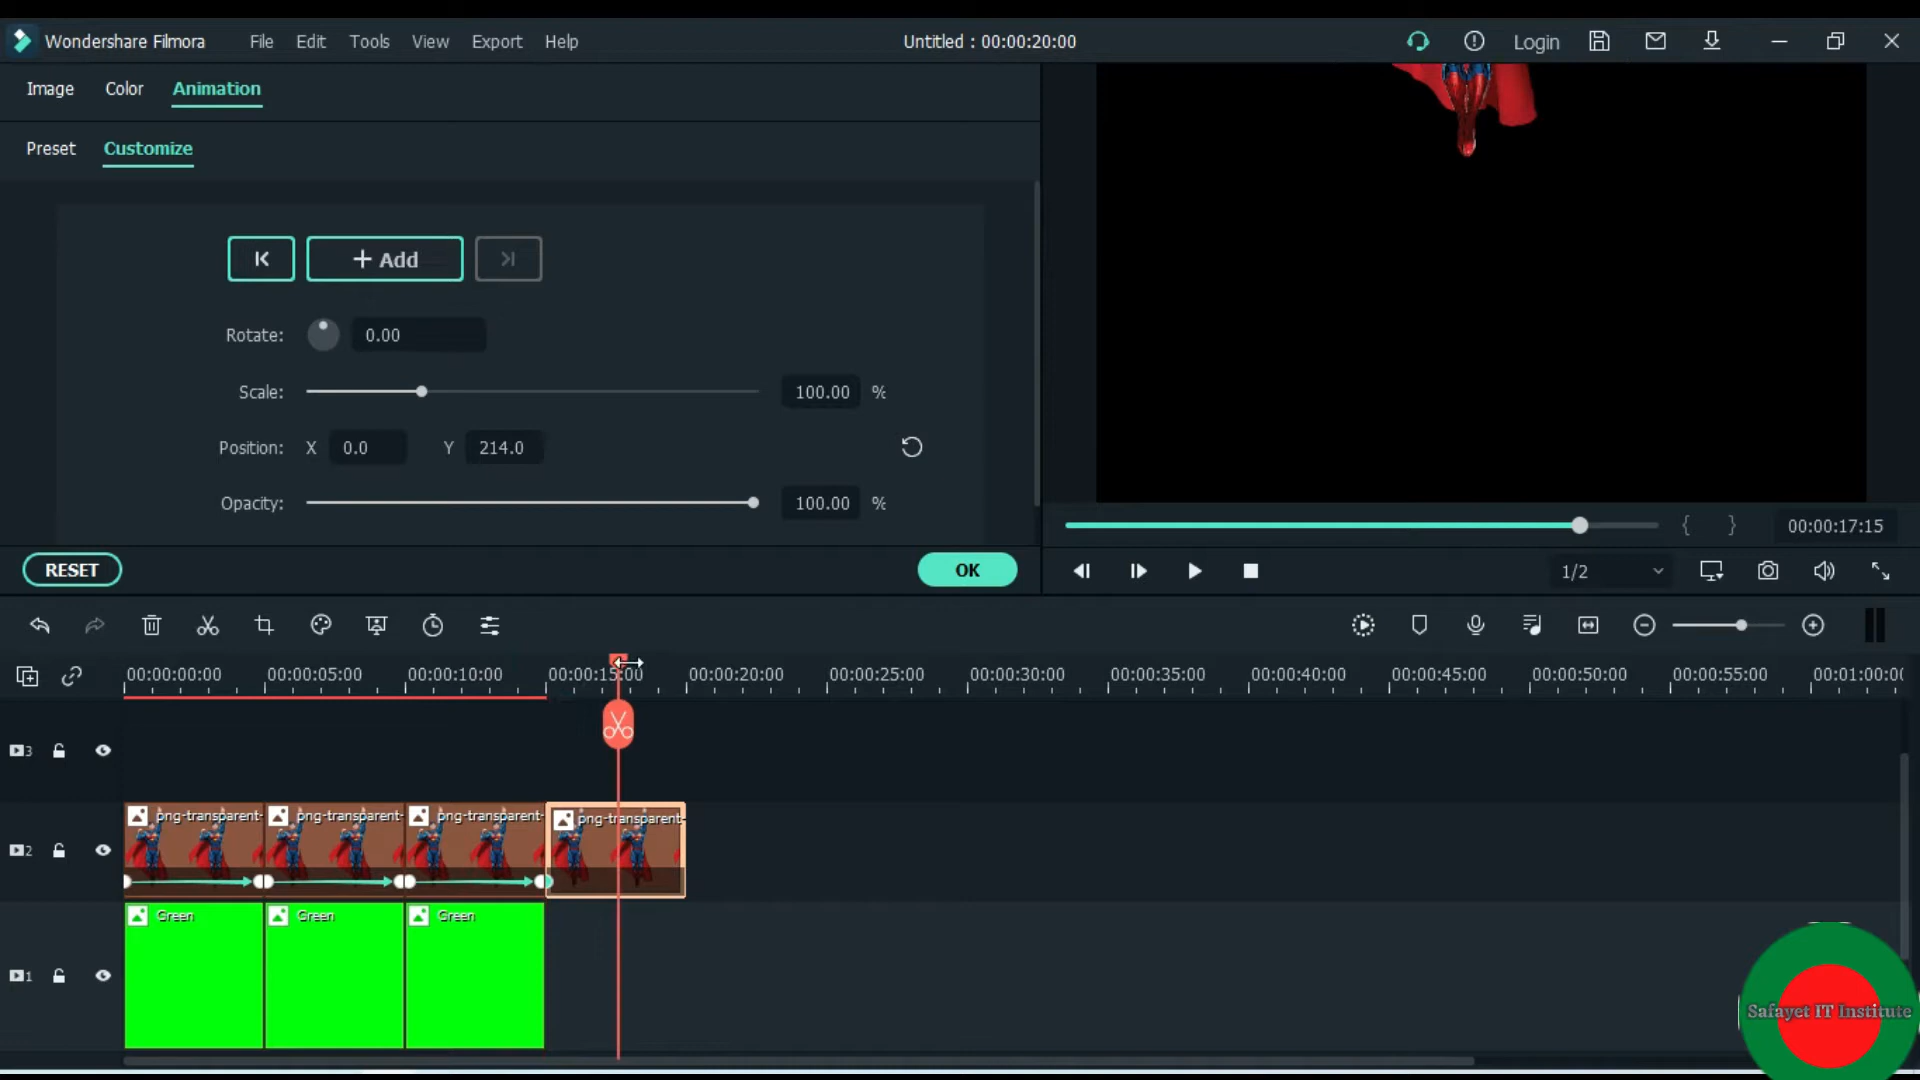 Wondershare Filmora File Edit Tools View Export Help Untitled : 00:00:20:00 Login
Image Color Animation
Preset Customize
+ Add
Rotate: 0.00
Scale: 100.00 %
Position: X 0.0 Y 214.0
Opacity: 100.00 %
{ } 00:00:17:15
RESET OK
1/2
00:00:00:00 00:00:05:00 00:00:10:00 00:00:15:00 00:00:20:00 00:00:25:00 00:00:30:00 00:00:35:00 00:00:40:00 00:00:45:00 00:00:50:00 00:00:55:00 00:01:00:0
3
png-transparent- png-transparent- png-transparent- png-transparent-
2
Green Green Green
1
Safayet IT Institute